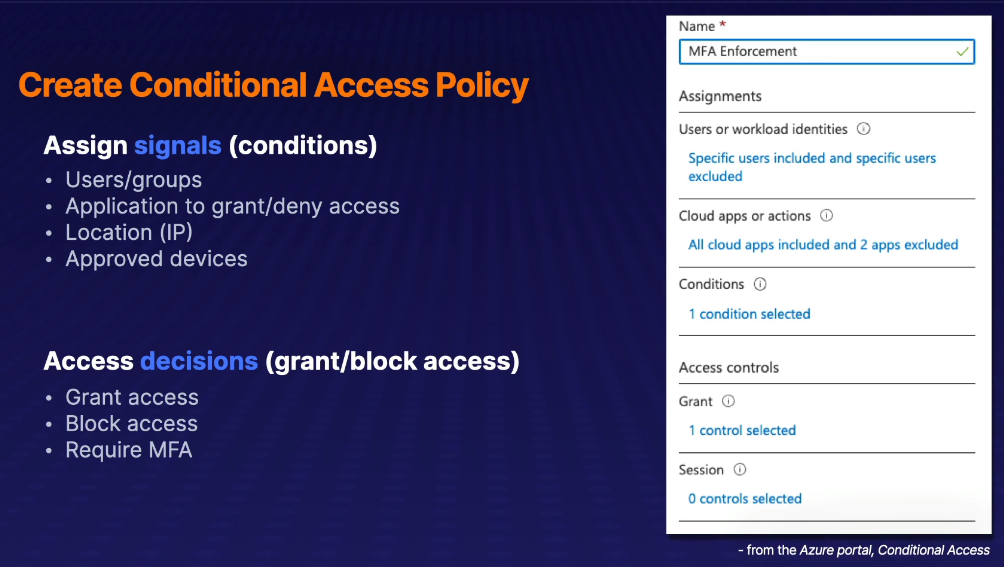 Create Conditional Access Policy
Assign signals (conditions)
• Users/groups
• Application to grant/deny access
• Location (IP)
• Approved devices
Access decisions (grant/block access)
• Grant access
• Block access
• Require MFA
Name *
MFA Enforcement
Assignments
Users or workload identities
Specific users included and specific users
excluded
Cloud apps or actions
All cloud apps included and 2 apps excluded
Conditions
1 condition selected
Access controls
Grant
1 control selected
Session
0 controls selected
- from the Azure portal, Conditional Access